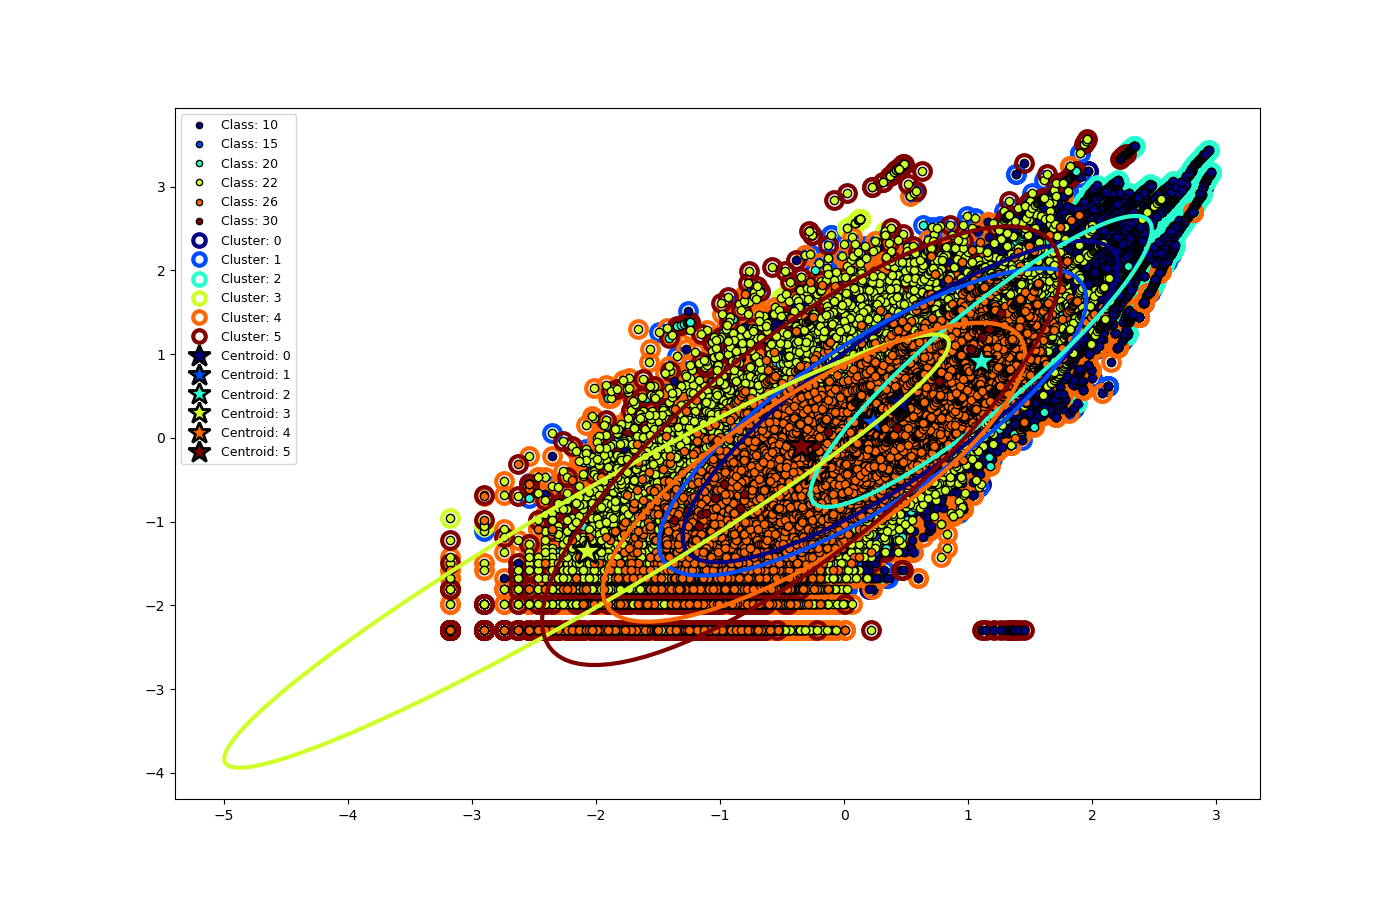 Class: 10
Class: 15
Class: 20
Class: 22
Class: 26
Class: 30
Cluster: 0
Cluster: 1
Cluster: 2
Cluster: 3
Cluster: 4
Cluster: 5
Centroid: 0
Centroid: 1
Centroid: 2
Centroid: 3
Centroid: 4
Centroid: 5
3
2
1
0
−1
−2
−3
−4
−5 −4 −3 −2 −1 0 1 2 3